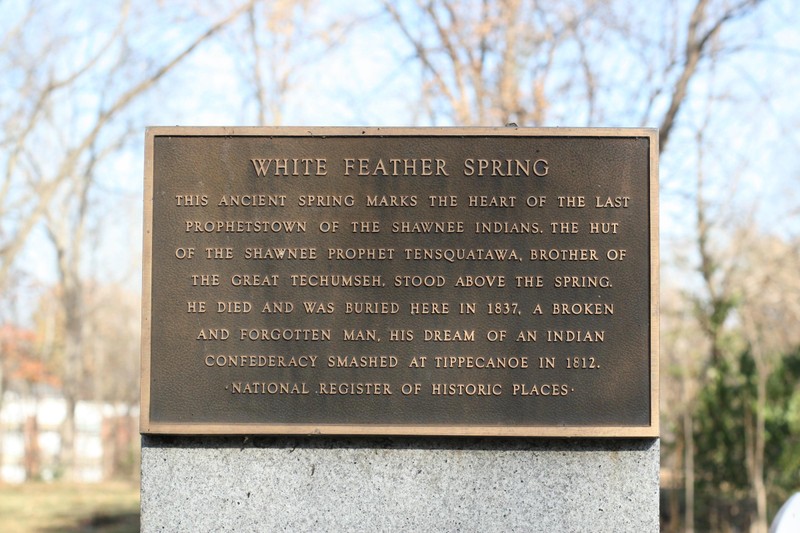 WHITE FEATHER SPRING
THIS ANCIENT SPRING MARKS THE HEART OF THE LAST
PROPHETSTOWN OF THE SHAWNEE INDIANS. THE HUT
OF THE SHAWNEE PROPHET TENSQUATAWA, BROTHER OF
THE GREAT TECHUMSEH, STOOD ABOVE THE SPRING.
HE DIED AND WAS BURIED HERE IN 1837, A BROKEN
AND FORGOTTEN MAN, HIS DREAM OF AN INDIAN
CONFEDERACY SMASHED AT TIPPECANOE IN 1812.
·NATIONAL REGISTER OF HISTORIC PLACES·